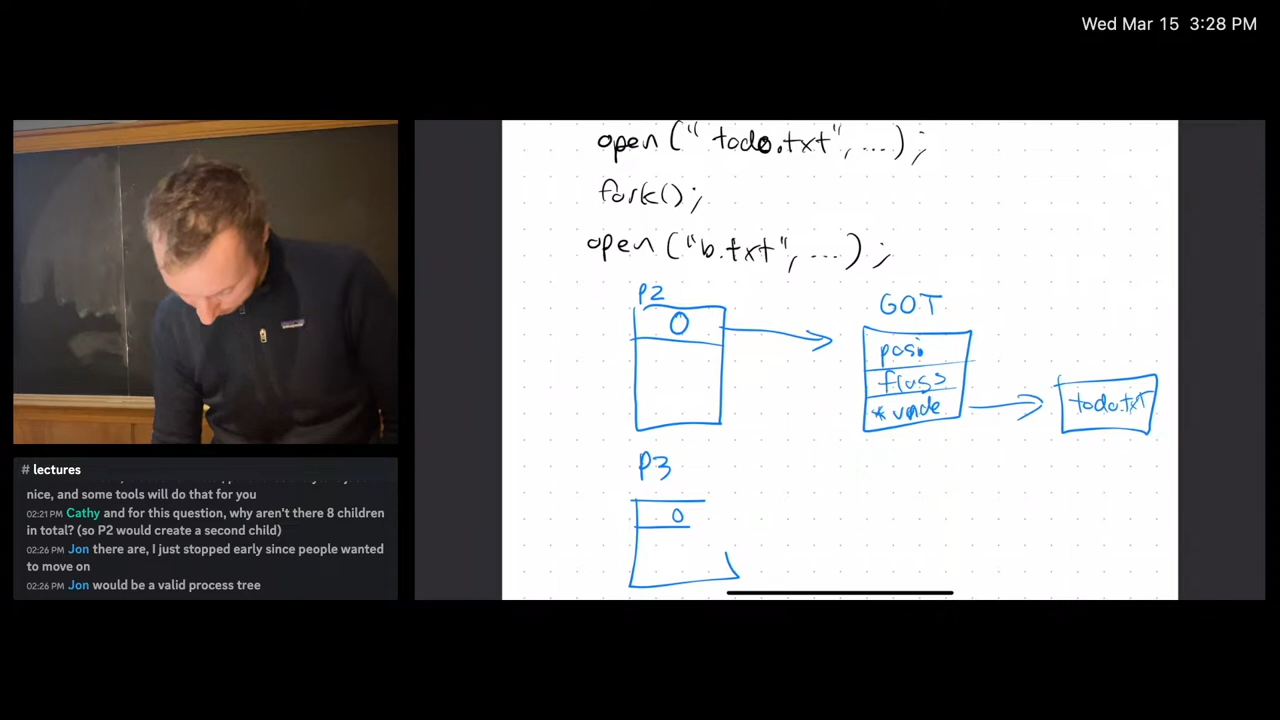 Wed Mar 15 3:28 PM
open ("todo.txt", ...);
fork();
open ("b.txt", ...);
P2
0
GOT
pos
flags
*vnode
todo.txt
P3
0
# lectures
nice, and some tools will do that for you
02:21 PM Cathy and for this question, why aren't there 8 children
in total? (so P2 would create a second child)
02:26 PM Jon there are, I just stopped early since people wanted
to move on
02:26 PM Jon would be a valid process tree